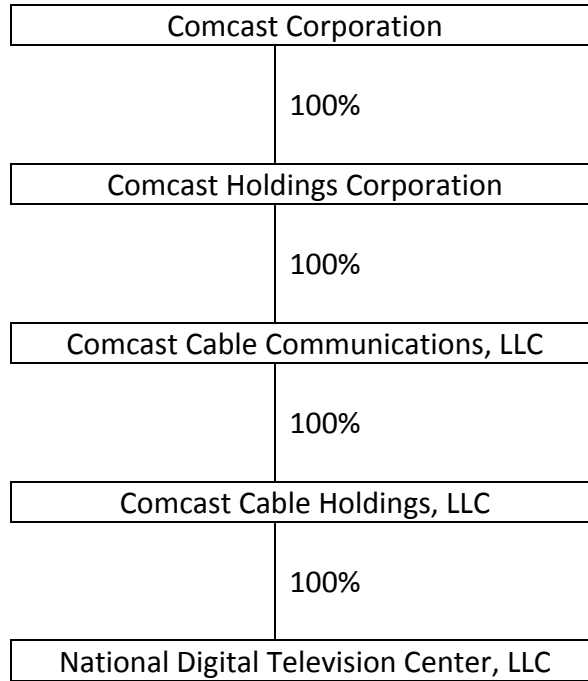 Comcast Corporation
100%
Comcast Holdings Corporation
100%
Comcast Cable Communications, LLC
100%
Comcast Cable Holdings, LLC
100%
National Digital Television Center, LLC